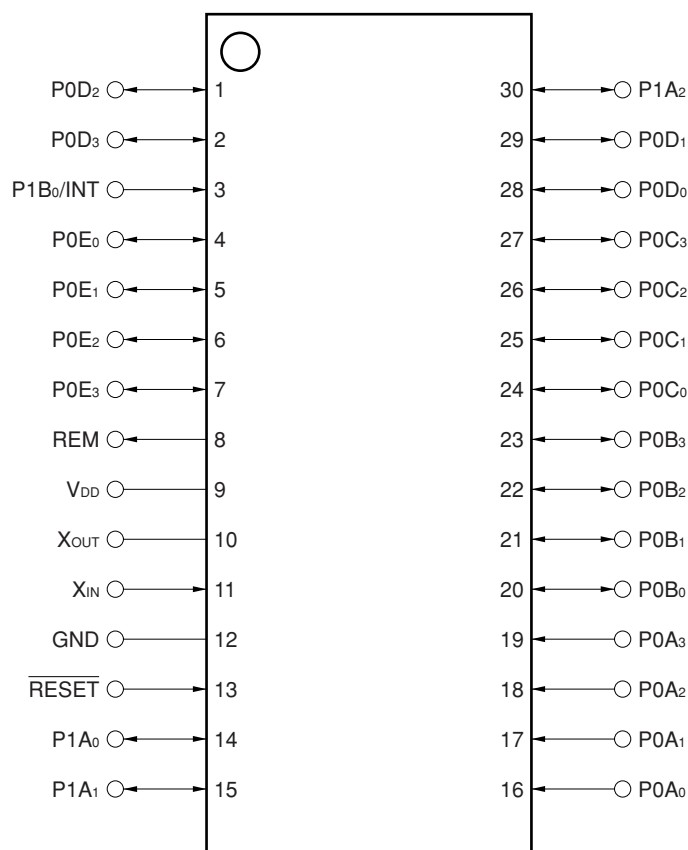 P0D₂ 1 30 P1A₂
P0D₃ 2 29 P0D₁
P1B₀/INT 3 28 P0D₀
P0E₀ 4 27 P0C₃
P0E₁ 5 26 P0C₂
P0E₂ 6 25 P0C₁
P0E₃ 7 24 P0C₀
REM 8 23 P0B₃
VDD 9 22 P0B₂
XOUT 10 21 P0B₁
XIN 11 20 P0B₀
GND 12 19 P0A₃
R̅E̅S̅E̅T̅ 13 18 P0A₂
P1A₀ 14 17 P0A₁
P1A₁ 15 16 P0A₀